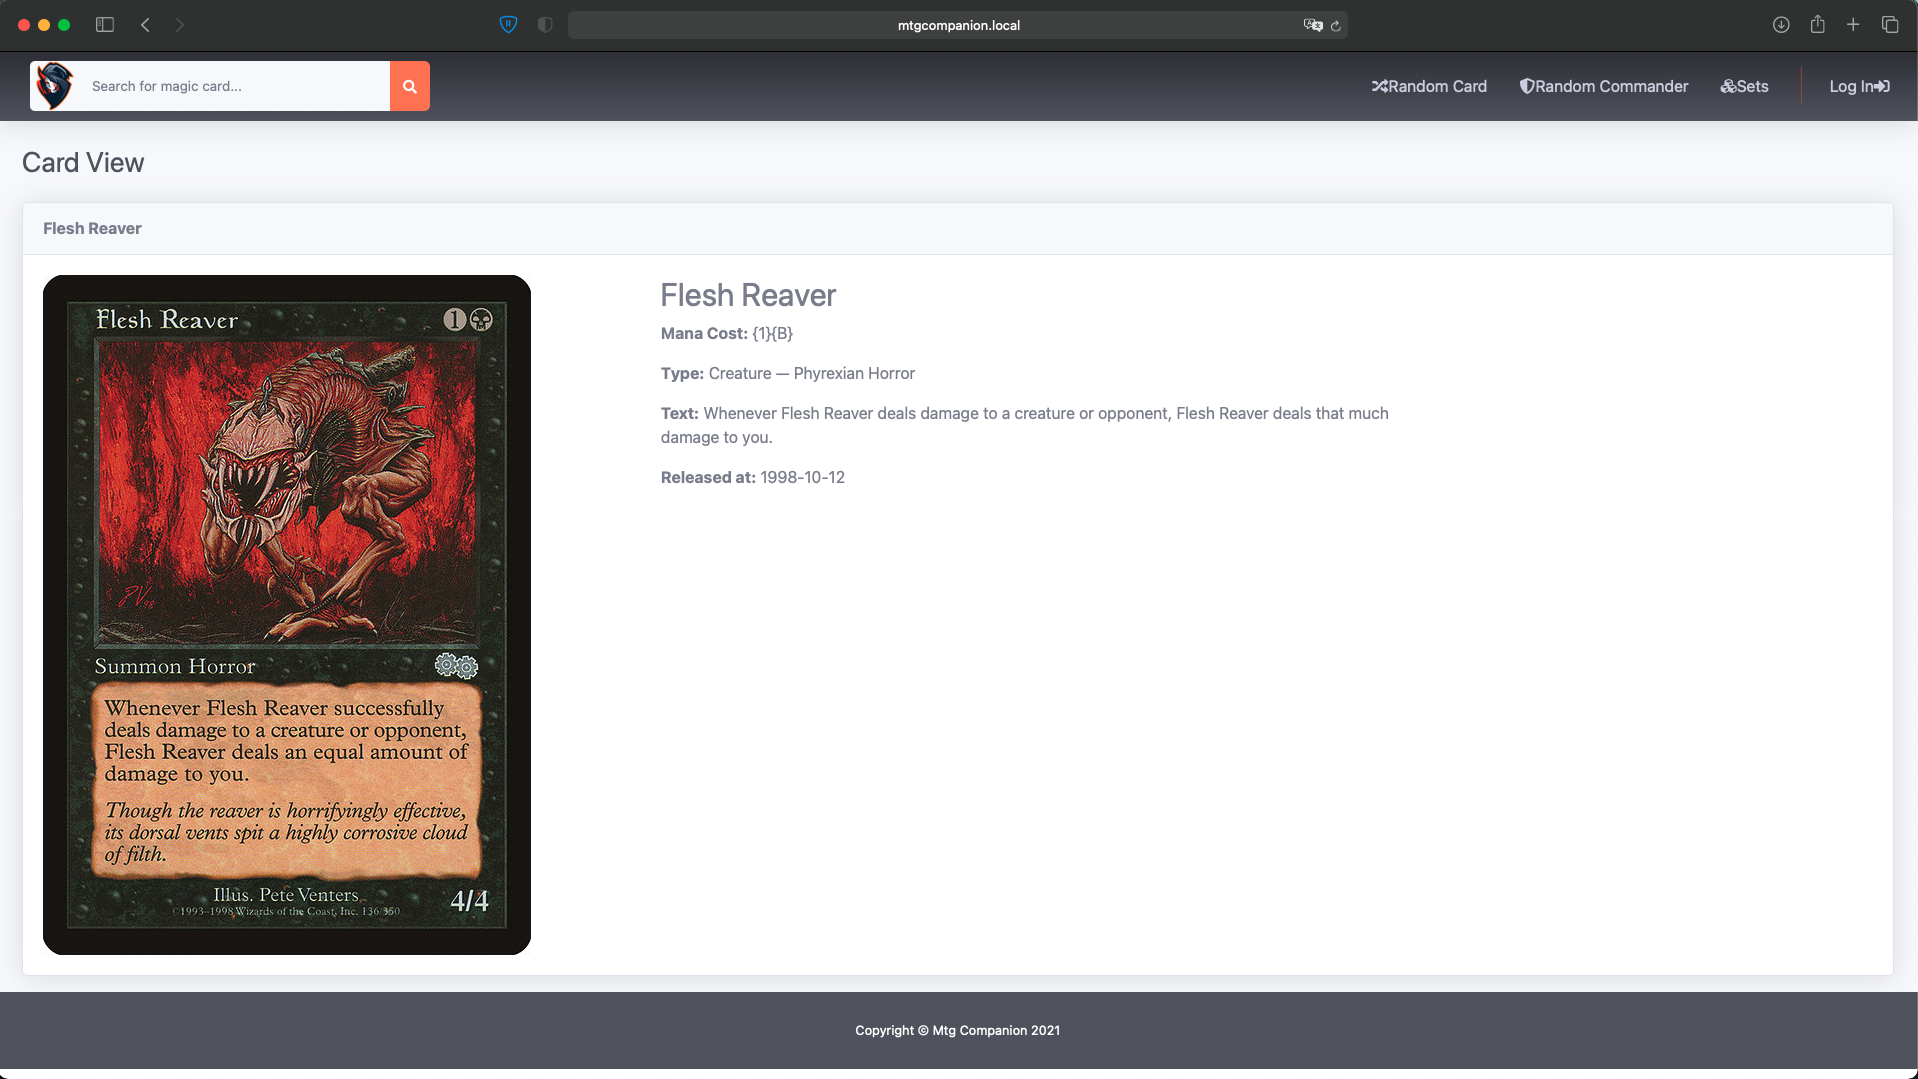 mtgcompanion.local
Search for magic card...
Random Card
Random Commander
Sets
Log In
Card View
Flesh Reaver
Flesh Reaver
1
Summon Horror
Whenever Flesh Reaver successfully
deals damage to a creature or opponent,
Flesh Reaver deals an equal amount of
damage to you.
Though the reaver is horrifyingly effective,
its dorsal vents spit a highly corrosive cloud
of filth.
Illus. Pete Venters
©1993–1998 Wizards of the Coast, Inc. 136/350
4/4
Flesh Reaver
Mana Cost: {1}{B}
Type: Creature — Phyrexian Horror
Text: Whenever Flesh Reaver deals damage to a creature or opponent, Flesh Reaver deals that much
damage to you.
Released at: 1998-10-12
Copyright © Mtg Companion 2021